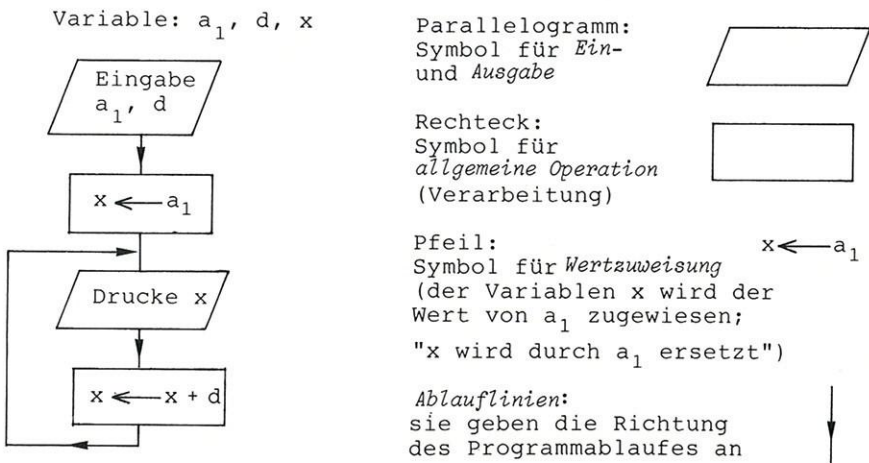 Variable: a₁, d, x
Eingabe
a₁, d
x ← a₁
Drucke x
x ← x + d
Parallelogramm:
Symbol für Ein-
und Ausgabe
Rechteck:
Symbol für
allgemeine Operation
(Verarbeitung)
Pfeil:
x ← a₁
Symbol für Wertzuweisung
(der Variablen x wird der
Wert von a₁ zugewiesen;
"x wird durch a₁ ersetzt")
Ablauflinien:
sie geben die Richtung
des Programmablaufes an